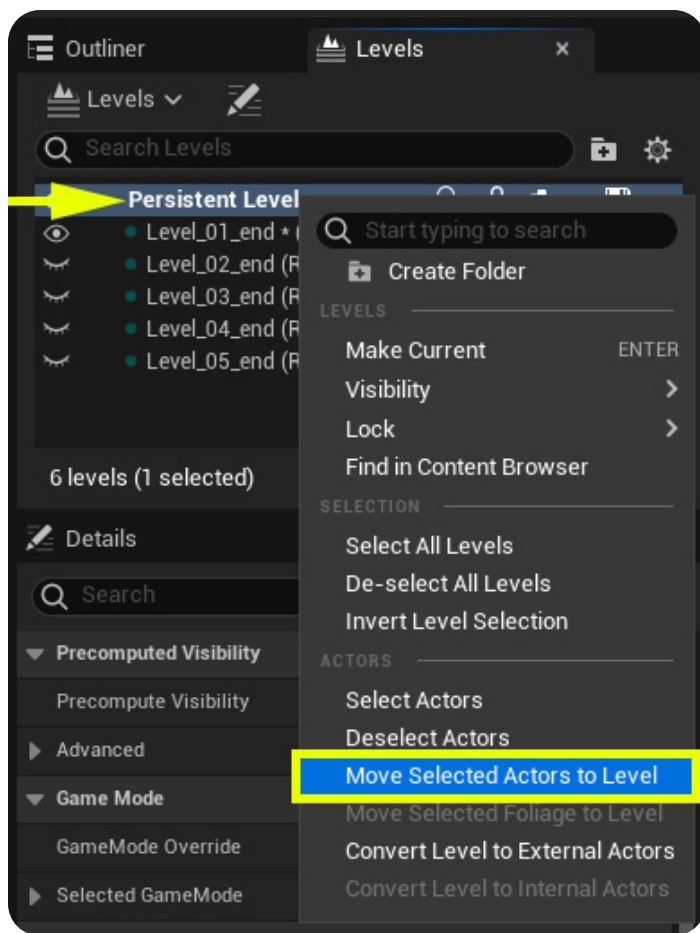 Outliner
Levels
Levels
Search Levels
Persistent Level
Level_01_end * (
Level_02_end (R
Level_03_end (R
Level_04_end (R
Level_05_end (R
6 levels (1 selected)
Start typing to search
Create Folder
LEVELS
Make Current ENTER
Visibility
Lock
Find in Content Browser
SELECTION
Select All Levels
De-select All Levels
Invert Level Selection
ACTORS
Select Actors
Deselect Actors
Move Selected Actors to Level
Move Selected Foliage to Level
Convert Level to External Actors
Convert Level to Internal Actors
Details
Search
Precomputed Visibility
Precompute Visibility
Advanced
Game Mode
GameMode Override
Selected GameMode